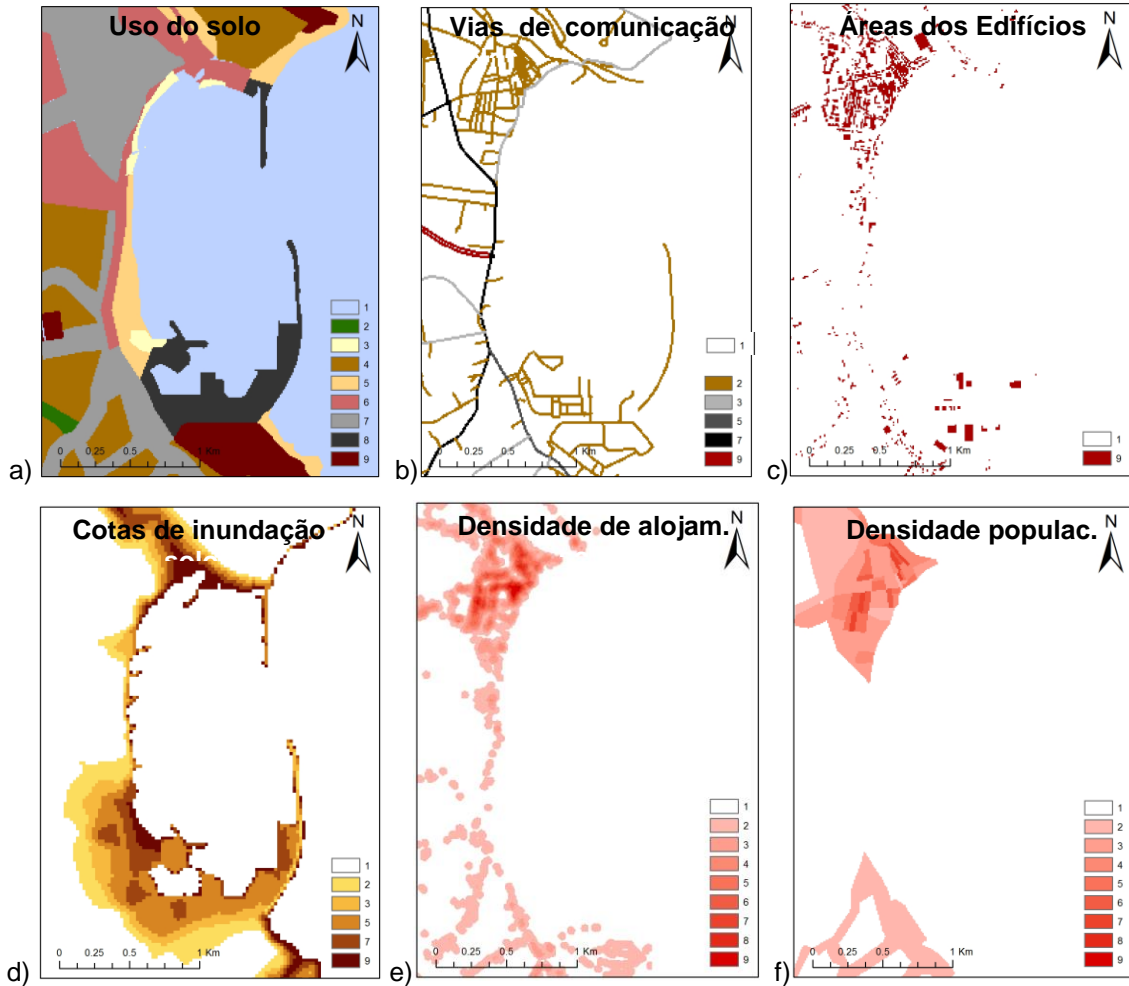 Uso do solo
N
1
2
3
4
5
6
7
8
9
0 0.25 0.5 1 Km
a)
Vias de comunicação
N
1
2
3
5
7
9
0 0.25 0.5 1 Km
b)
Áreas dos Edifícios
N
1
9
0 0.25 0.5 1 Km
c)
Cotas de inundação
solo
N
1
2
3
5
7
9
0 0.25 0.5 1 Km
d)
Densidade de alojam.
N
1
2
3
4
5
6
7
8
9
0 0.25 0.5 1 Km
e)
Densidade populac.
N
1
2
3
4
5
6
7
8
9
0 0.25 0.5 1 Km
f)